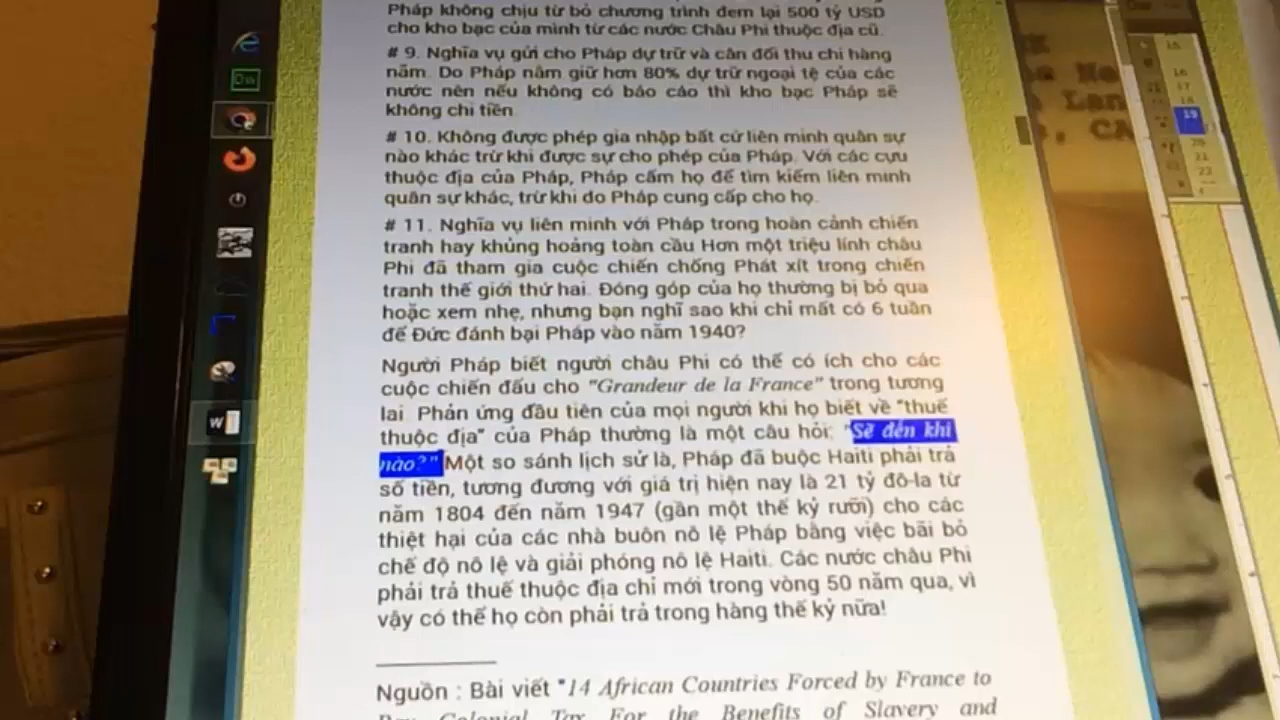 Pháp không chịu từ bỏ chương trình đem lại 500 tỷ USD
cho kho bạc của mình từ các nước Châu Phi thuộc địa cũ.
# 9. Nghĩa vụ gửi cho Pháp dự trữ và cân đối thu chi hàng
năm. Do Pháp nắm giữ hơn 80% dự trữ ngoại tệ của các
nước nên nếu không có báo cáo thì kho bạc Pháp sẽ
không chi tiền.
# 10. Không được phép gia nhập bất cứ liên minh quân sự
nào khác trừ khi được sự cho phép của Pháp. Với các cựu
thuộc địa của Pháp, Pháp cấm họ để tìm kiếm liên minh
quân sự khác, trừ khi do Pháp cung cấp cho họ.
# 11. Nghĩa vụ liên minh với Pháp trong hoàn cảnh chiến
tranh hay khủng hoảng toàn cầu Hơn một triệu lính châu
Phi đã tham gia cuộc chiến chống Phát xít trong chiến
tranh thế giới thứ hai. Đóng góp của họ thường bị bỏ qua
hoặc xem nhẹ, nhưng bạn nghĩ sao khi chỉ mất có 6 tuần
để Đức đánh bại Pháp vào năm 1940?
Người Pháp biết người châu Phi có thể có ích cho các
cuộc chiến đấu cho "Grandeur de la France" trong tương
lai. Phản ứng đầu tiên của mọi người khi họ biết về "thuế
thuộc địa" của Pháp thường là một câu hỏi: "Sẽ đến khi
nào?" Một so sánh lịch sử là, Pháp đã buộc Haiti phải trả
số tiền, tương đương với giá trị hiện nay là 21 tỷ đô-la từ
năm 1804 đến năm 1947 (gần một thế kỷ rưỡi) cho các
thiệt hại của các nhà buôn nô lệ Pháp bằng việc bãi bỏ
chế độ nô lệ và giải phóng nô lệ Haiti. Các nước châu Phi
phải trả thuế thuộc địa chỉ mới trong vòng 50 năm qua, vì
vậy có thể họ còn phải trả trong hàng thế kỷ nữa!
Nguồn : Bài viết "14 African Countries Forced by France to
Pay Colonial Tax For the Benefits of Slavery and
Dw
W
16
17
18
19
20
21
22